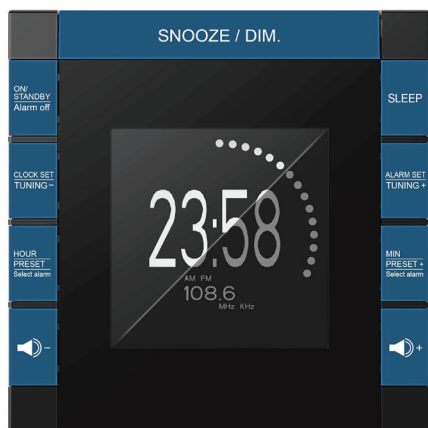 SNOOZE / DIM.
ON/
STANDBY
Alarm off
SLEEP
CLOCK SET
TUNING -
ALARM SET
TUNING +
23:58
HOUR
PRESET -
Select alarm
MIN
PRESET +
Select alarm
AM FM
108.6
MHz KHz
-
+